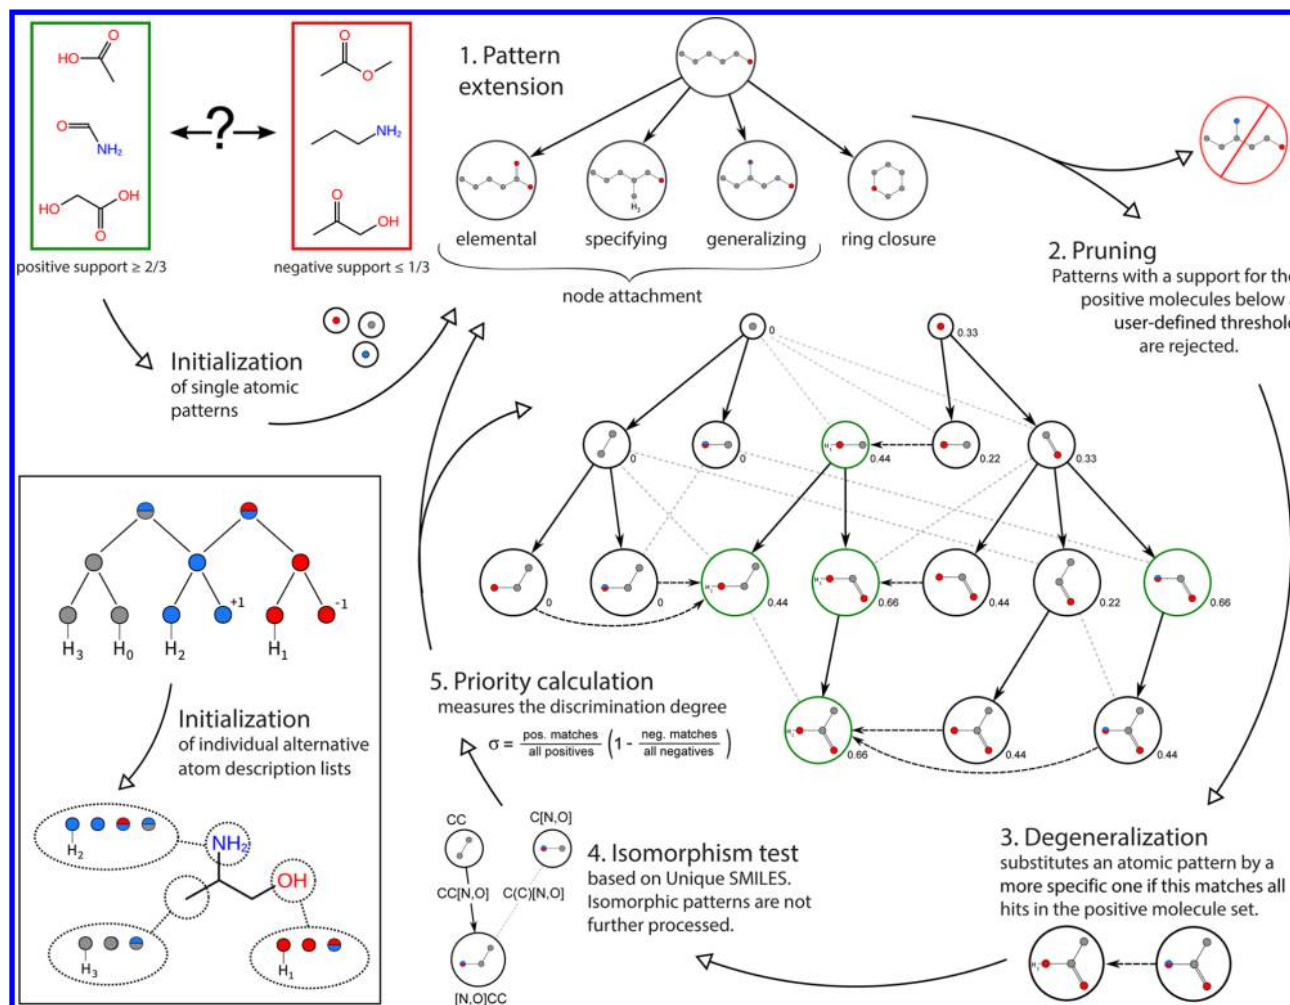 HO
O
O
NH₂
HO
OH
O
positive support ≥ 2/3
?
O
O
NH₂
O
OH
negative support ≤ 1/3
1. Pattern
extension
H₃
elemental
specifying
generalizing
ring closure
node attachment
2. Pruning
Patterns with a support for the
positive molecules below
user-defined threshold
are rejected.
Initialization
of single atomic
patterns
0
0.33
0
0
H₁
0.44
0.22
0.33
0
0
H₁
0.44
H₁
0.66
0.44
0.22
0.66
H₁
0.66
0.44
0.44
+1
-1
H₃
H₀
H₂
H₁
Initialization
of individual alternative
atom description lists
H₂
NH₂
OH
H₃
H₁
5. Priority calculation
measures the discrimination degree
σ = pos. matches / all positives ( 1 - neg. matches / all negatives )
CC
C[N,O]
CC[N,O]
C(C)[N,O]
[N,O]CC
4. Isomorphism test
based on Unique SMILES.
Isomorphic patterns are not
further processed.
3. Degeneralization
substitutes an atomic pattern by a
more specific one if this matches all
hits in the positive molecule set.
H₁